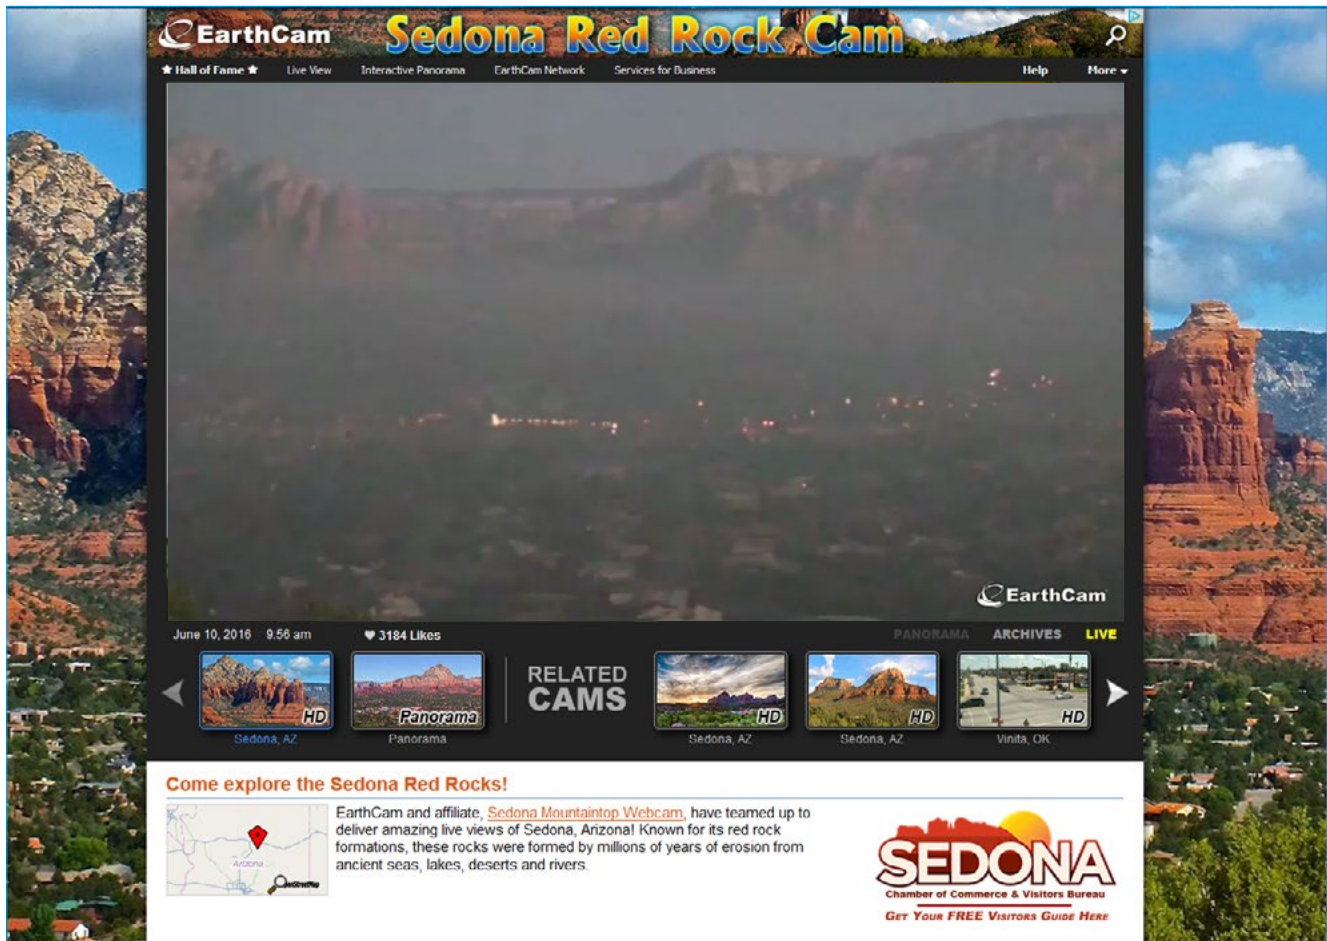 EarthCam
Sedona Red Rock Cam
★ Hall of Fame ★ Live View Interactive Panorama EarthCam Network Services for Business Help More
EarthCam
June 10, 2016 9:56 am ♥ 3184 Likes PANORAMA ARCHIVES LIVE
HD
Panorama
RELATED
CAMS
HD
HD
HD
Sedona, AZ Panorama Sedona, AZ Sedona, AZ Vinita, OK
Come explore the Sedona Red Rocks!
EarthCam and affiliate, Sedona Mountaintop Webcam, have teamed up to
deliver amazing live views of Sedona, Arizona! Known for its red rock
formations, these rocks were formed by millions of years of erosion from
ancient seas, lakes, deserts and rivers.
Arizona
SEDONA
Chamber of Commerce & Visitors Bureau
GET YOUR FREE VISITORS GUIDE HERE